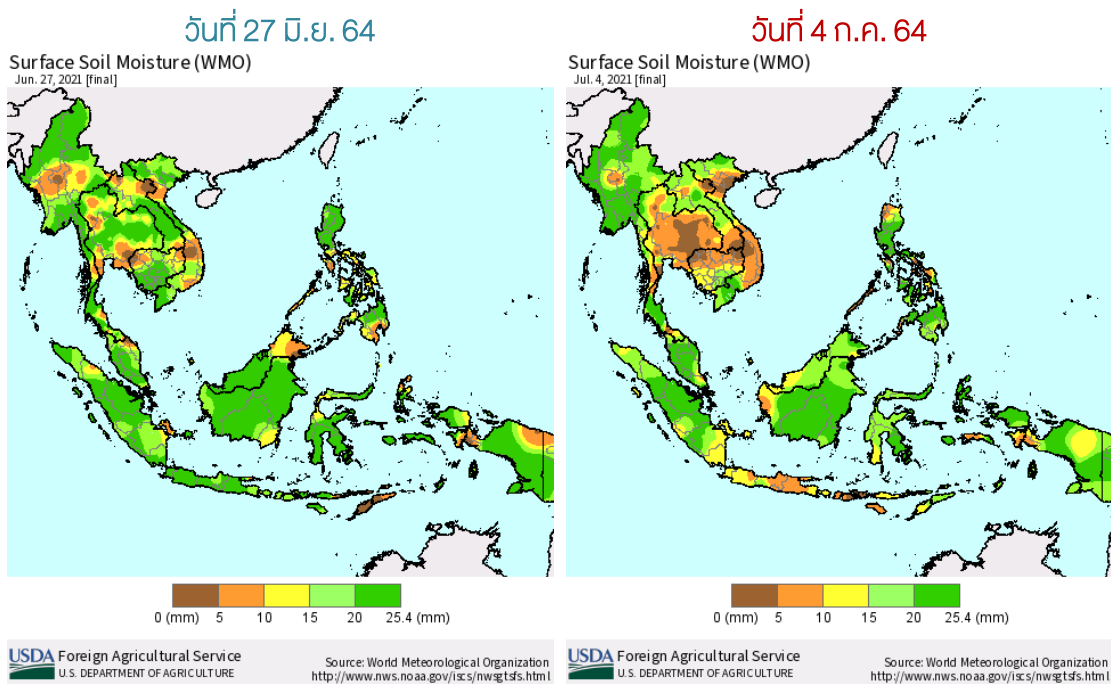 วันที่ 27 มิ.ย. 64
Surface Soil Moisture (WMO)
Jun. 27, 2021 [final]
0 (mm) 5 10 15 20 25.4 (mm)
USDA Foreign Agricultural Service
U.S. DEPARTMENT OF AGRICULTURE
Source: World Meteorological Organization
http://www.nws.noaa.gov/iscs/nwsgtsfs.html
วันที่ 4 ก.ค. 64
Surface Soil Moisture (WMO)
Jul. 4, 2021 [final]
0 (mm) 5 10 15 20 25.4 (mm)
USDA Foreign Agricultural Service
U.S. DEPARTMENT OF AGRICULTURE
Source: World Meteorological Organization
http://www.nws.noaa.gov/iscs/nwsgtsfs.html